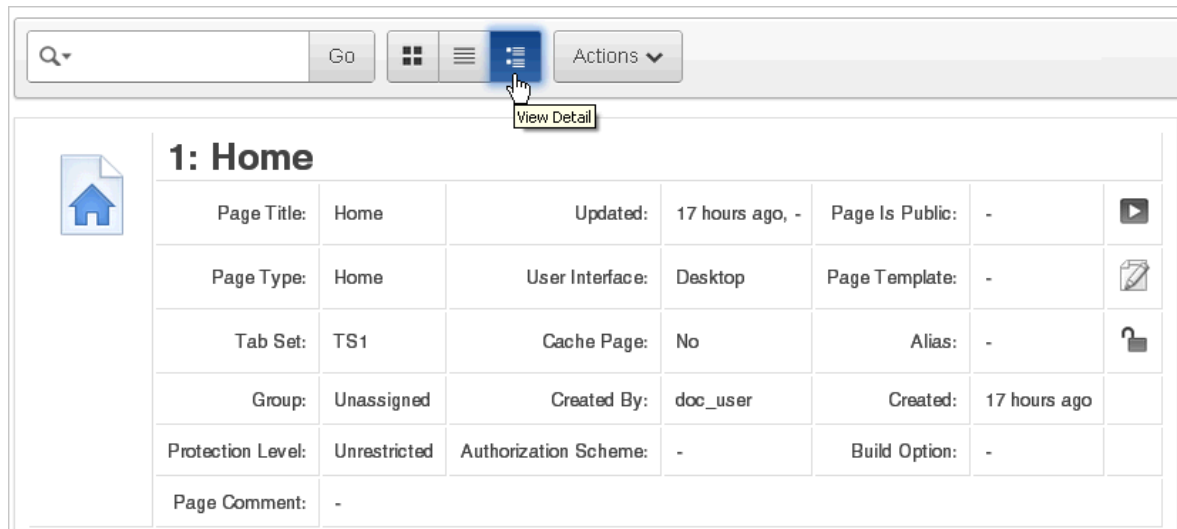 Go
Actions
View Detail
1: Home
Page Title: Home Updated: 17 hours ago, - Page Is Public: -
Page Type: Home User Interface: Desktop Page Template: -
Tab Set: TS1 Cache Page: No Alias: -
Group: Unassigned Created By: doc_user Created: 17 hours ago
Protection Level: Unrestricted Authorization Scheme: - Build Option: -
Page Comment: -